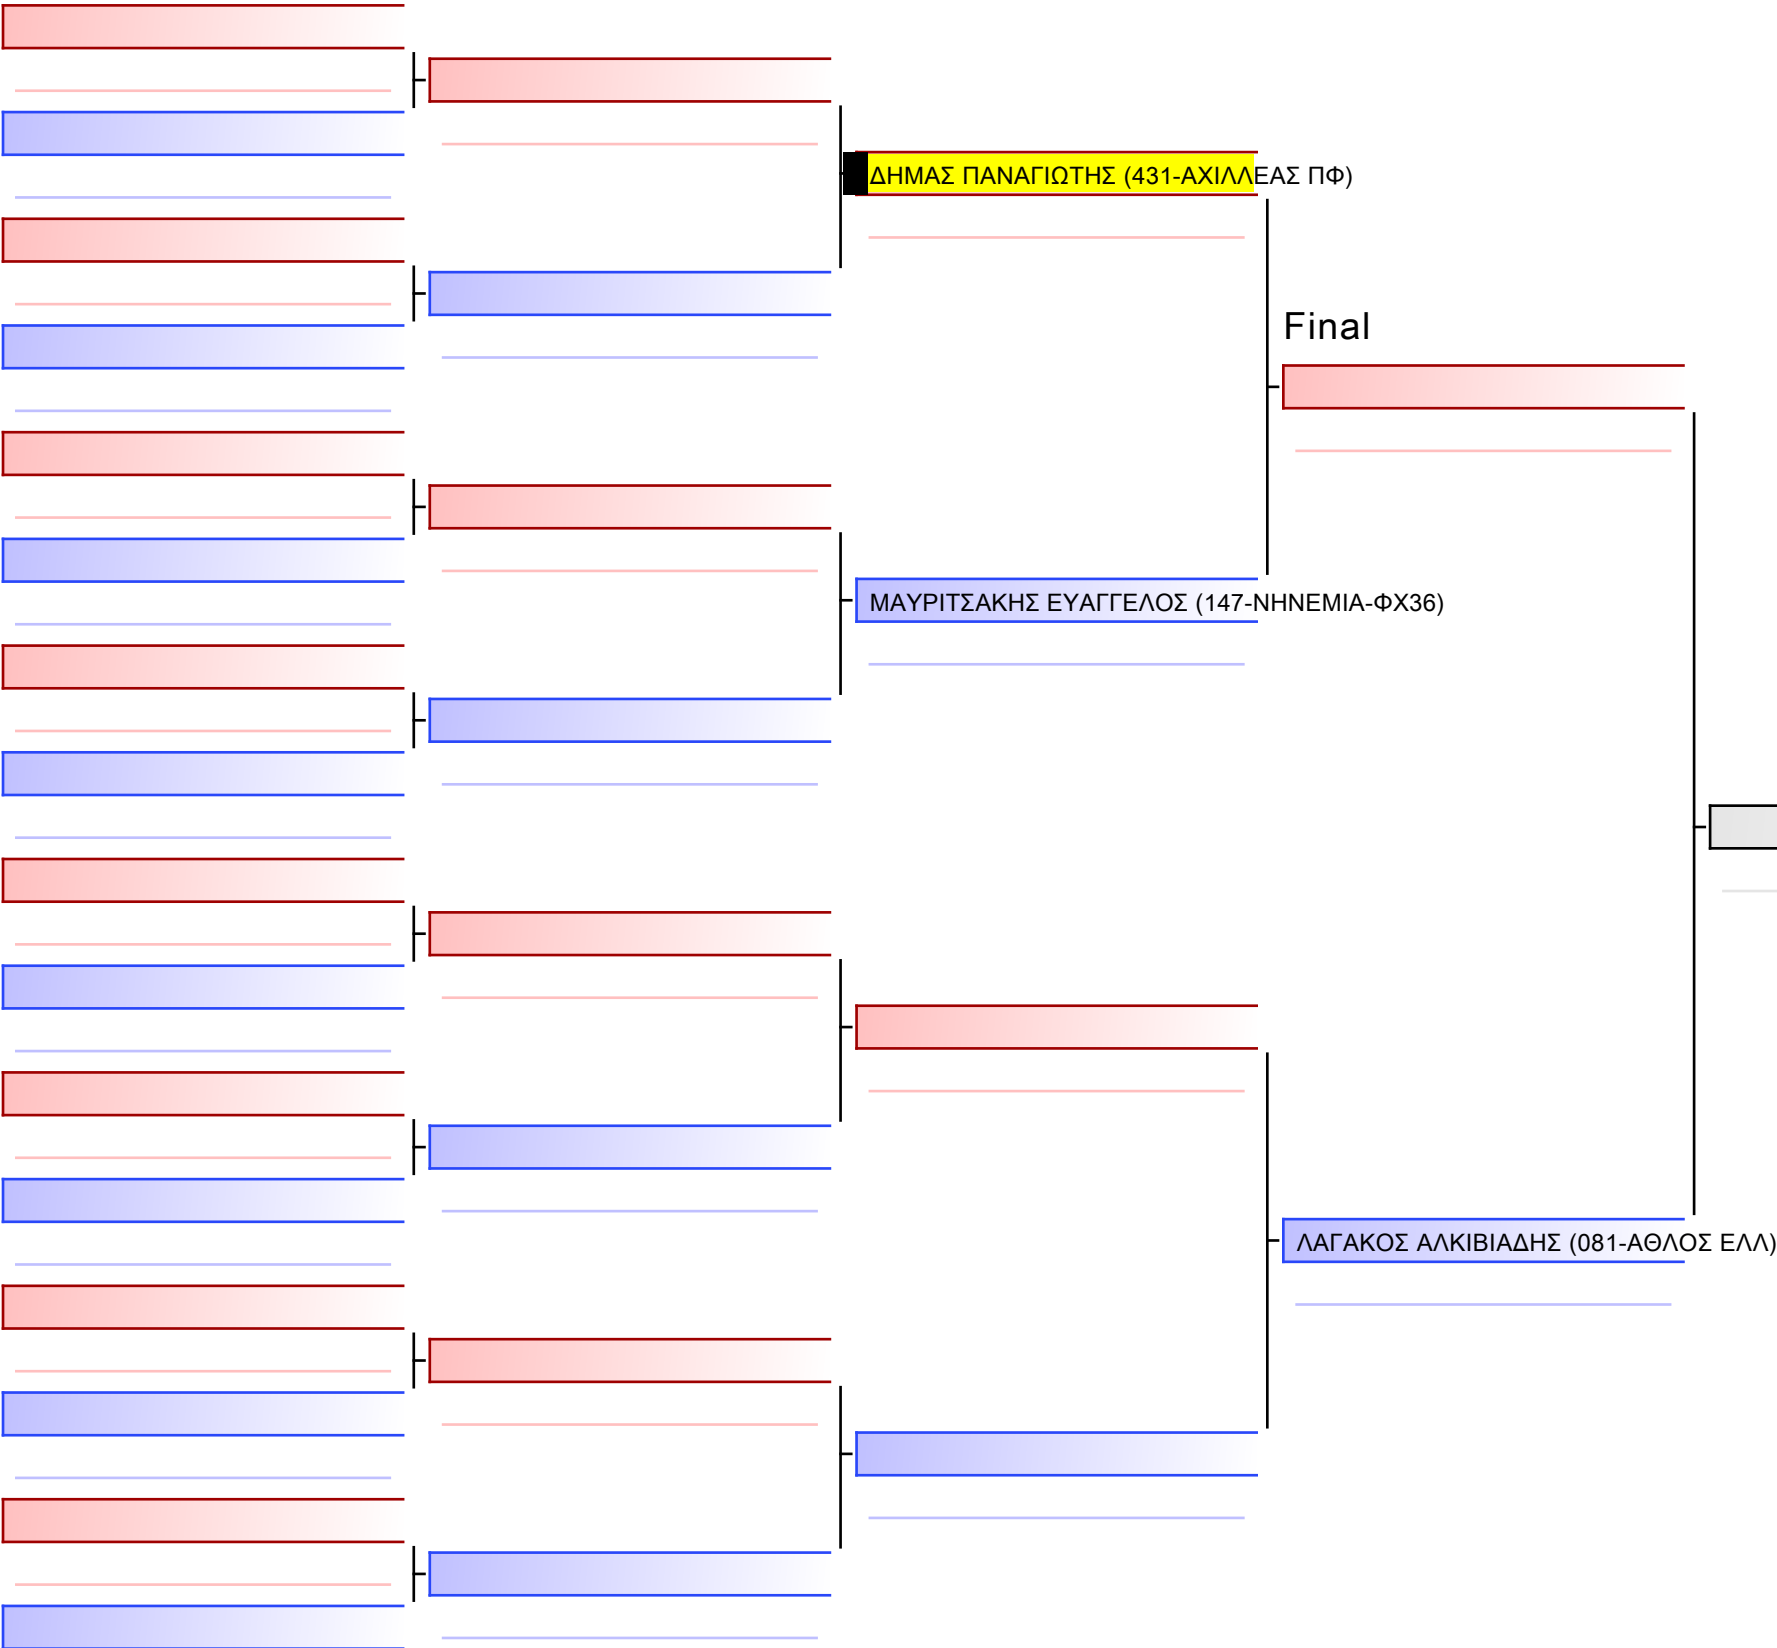 ΔΗΜΑΣ ΠΑΝΑΓΙΩΤΗΣ (431-ΑΧΙΛΛΕΑΣ ΠΦ)
Final
ΜΑΥΡΙΤΣΑΚΗΣ ΕΥΑΓΓΕΛΟΣ (147-ΝΗΝΕΜΙΑ-ΦΧ36)
ΛΑΓΑΚΟΣ ΑΛΚΙΒΙΑΔΗΣ (081-ΑΘΛΟΣ ΕΛΛ)